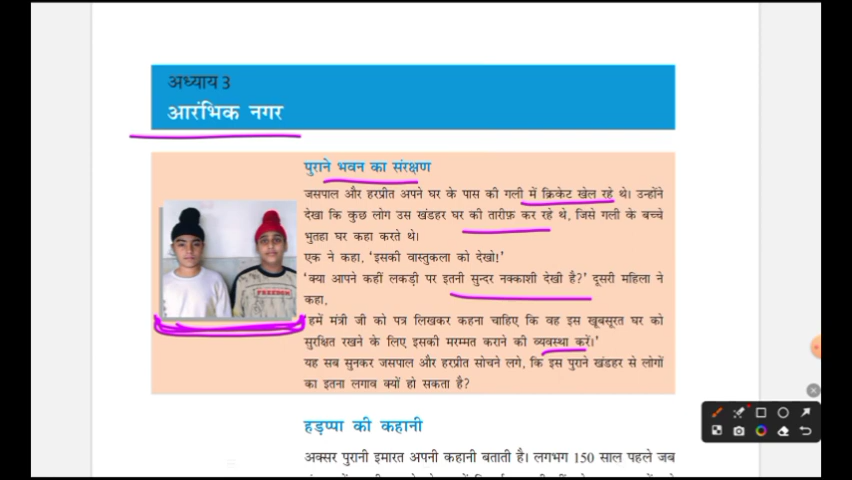 अध्याय 3
आरंभिक नगर
पुराने भवन का संरक्षण
जसपाल और हरप्रीत अपने घर के पास की गली में क्रिकेट खेल रहे थे। उन्होंने
देखा कि कुछ लोग उस खंडहर घर की तारीफ़ कर रहे थे, जिसे गली के बच्चे
भुतहा घर कहा करते थे।
एक ने कहा, 'इसकी वास्तुकला को देखो!'
'क्या आपने कहीं लकड़ी पर इतनी सुन्दर नक्काशी देखी है?' दूसरी महिला ने
कहा,
'हमें मंत्री जी को पत्र लिखकर कहना चाहिए कि वह इस खूबसूरत घर को
सुरक्षित रखने के लिए इसकी मरम्मत कराने की व्यवस्था करें।'
यह सब सुनकर जसपाल और हरप्रीत सोचने लगे, कि इस पुराने खंडहर से लोगों
का इतना लगाव क्यों हो सकता है?
FREEDOM
हड़प्पा की कहानी
अक्सर पुरानी इमारत अपनी कहानी बताती है। लगभग 150 साल पहले जब